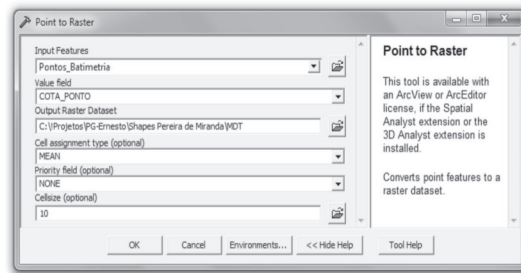 Point to Raster
Input Features
Pontos_Batimetria
Value field
COTA_PONTO
Output Raster Dataset
C:\Projetos\PG-Ernesto\Shapes Pereira de Miranda\MDT
Cell assignment type (optional)
MEAN
Priority field (optional)
NONE
Cellsize (optional)
10
Point to Raster
This tool is available with
an ArcView or ArcEditor
license, if the Spatial
Analyst extension or the
3D Analyst extension is
installed.
Converts point features to a
raster dataset.
OK
Cancel
Environments...
<< Hide Help
Tool Help